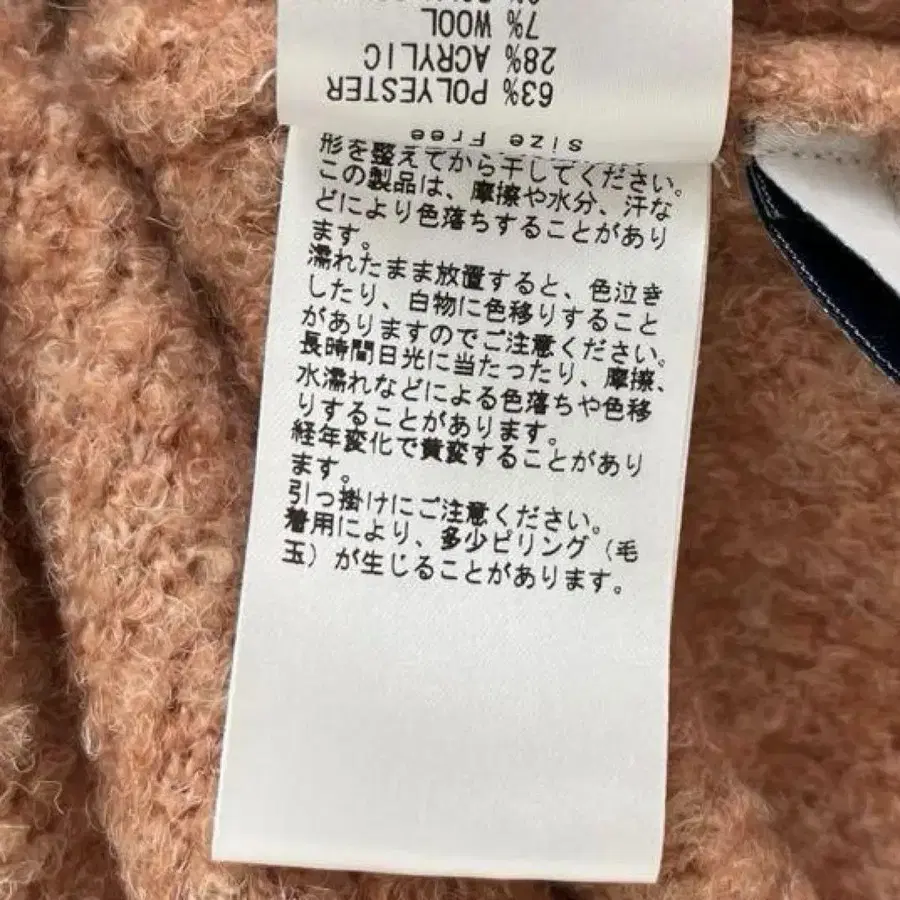 size Free
63% POLYESTER
28% ACRYLIC
7% WOOL
形を整えてから干してください。
この製品は、摩擦や水分、汗な
どにより色落ちすることがあり
ます。
濡れたまま放置すると、色泣き
したり、白物に色移りすること
がありますのでご注意ください。
長時間日光に当たったり、摩擦、
水濡れなどによる色落ちや色移
りすることがあります。
経年変化で黄変することがあり
ます。
引っ掛けにご注意ください。
着用により、多少ピリング（毛
玉）が生じることがあります。